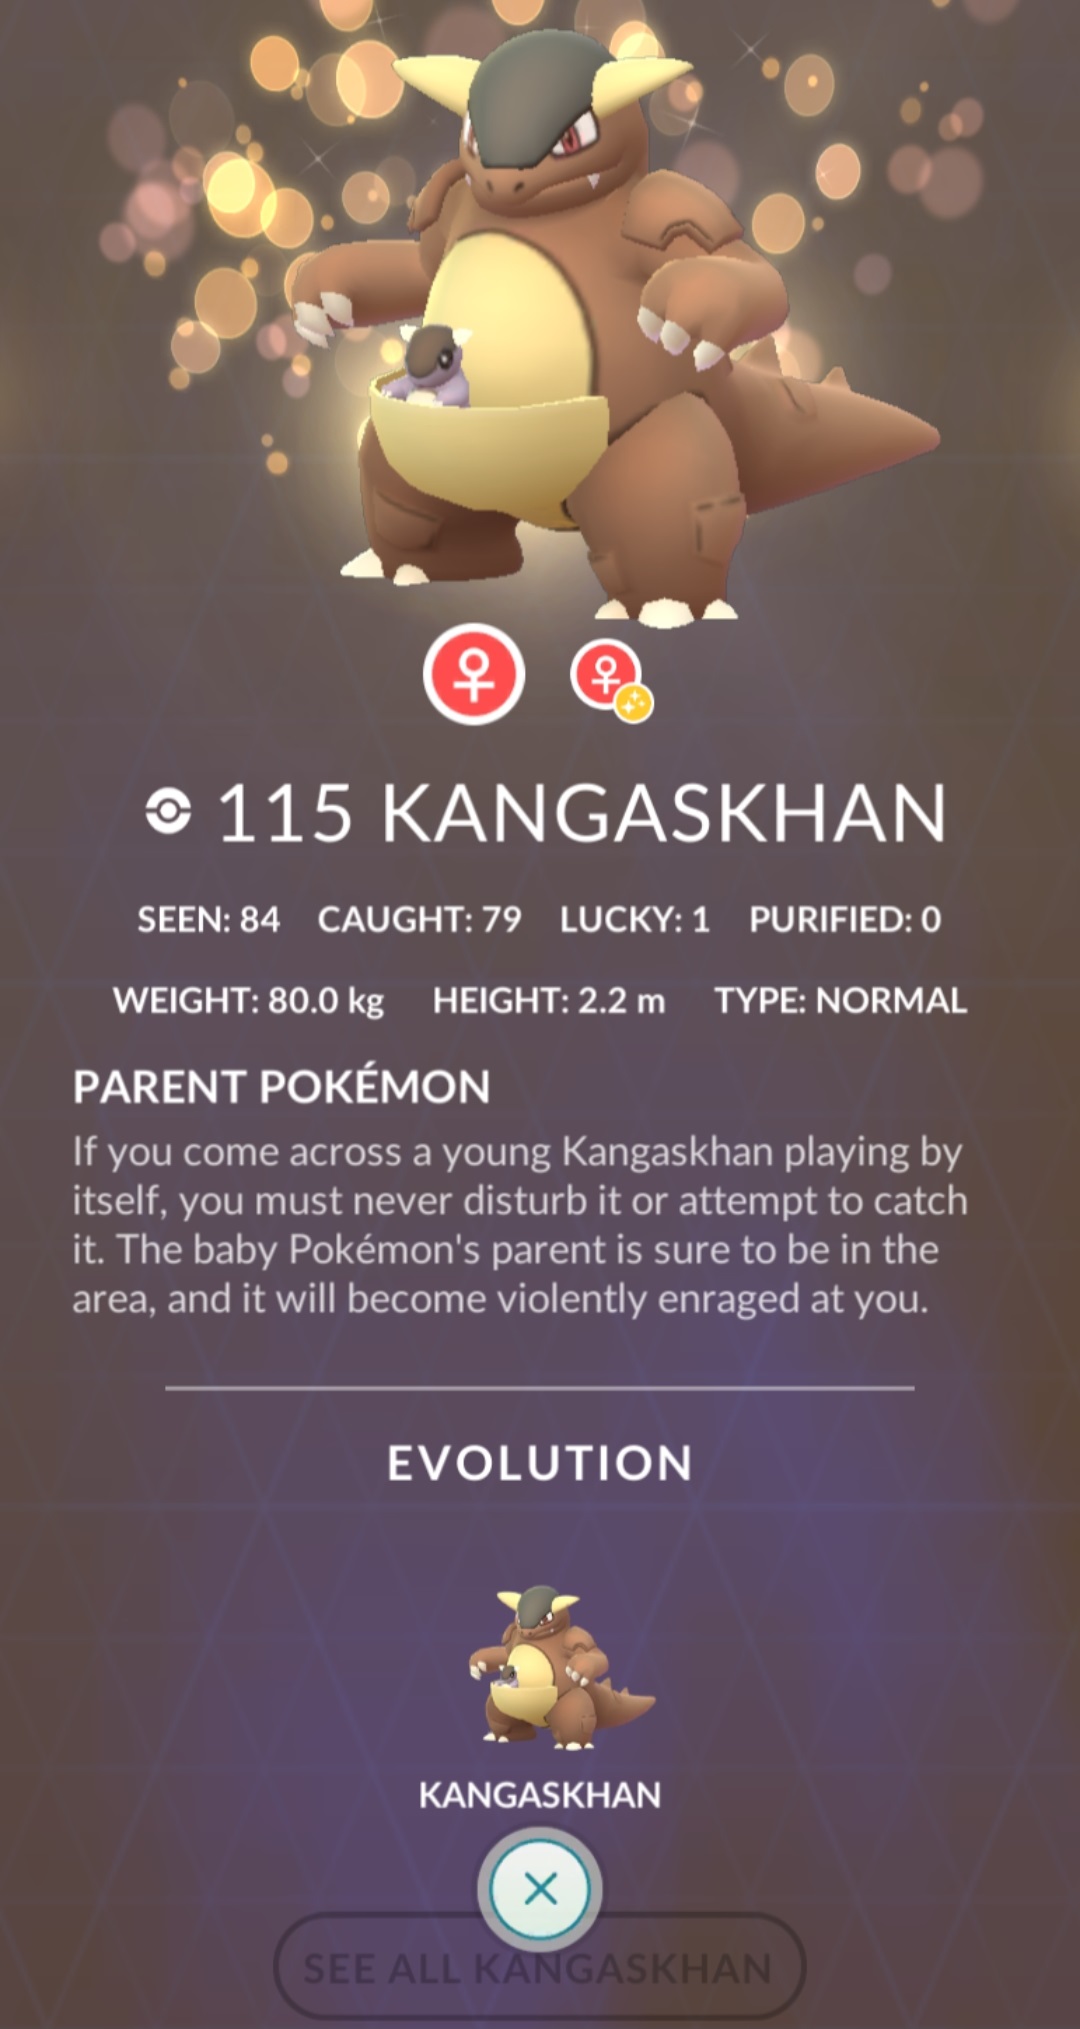 115 KANGASKHAN
SEEN: 84 CAUGHT: 79 LUCKY: 1 PURIFIED: 0
WEIGHT: 80.0 kg HEIGHT: 2.2 m TYPE: NORMAL
PARENT POKÉMON
If you come across a young Kangaskhan playing by
itself, you must never disturb it or attempt to catch
it. The baby Pokémon's parent is sure to be in the
area, and it will become violently enraged at you.
EVOLUTION
KANGASKHAN
SEE ALL KANGASKHAN